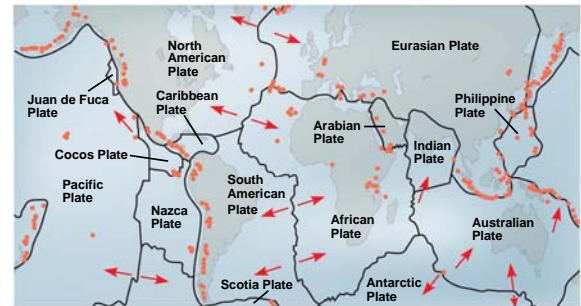 North
American
Plate
Eurasian Plate
Juan de Fuca
Plate
Caribbean
Plate
Philippine
Plate
Arabian
Plate
Indian
Plate
Cocos Plate
Pacific
Plate
South
American
Plate
Nazca
Plate
African
Plate
Australian
Plate
Scotia Plate
Antarctic
Plate